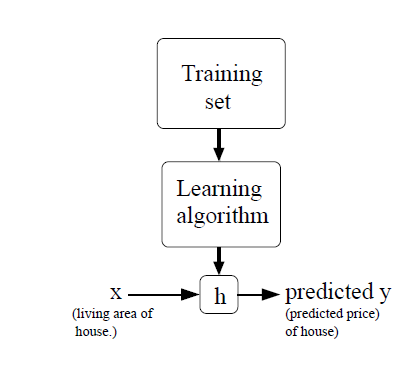 Training
set
Learning
algorithm
x
h
predicted y
(living area of
house.)
(predicted price)
of house)